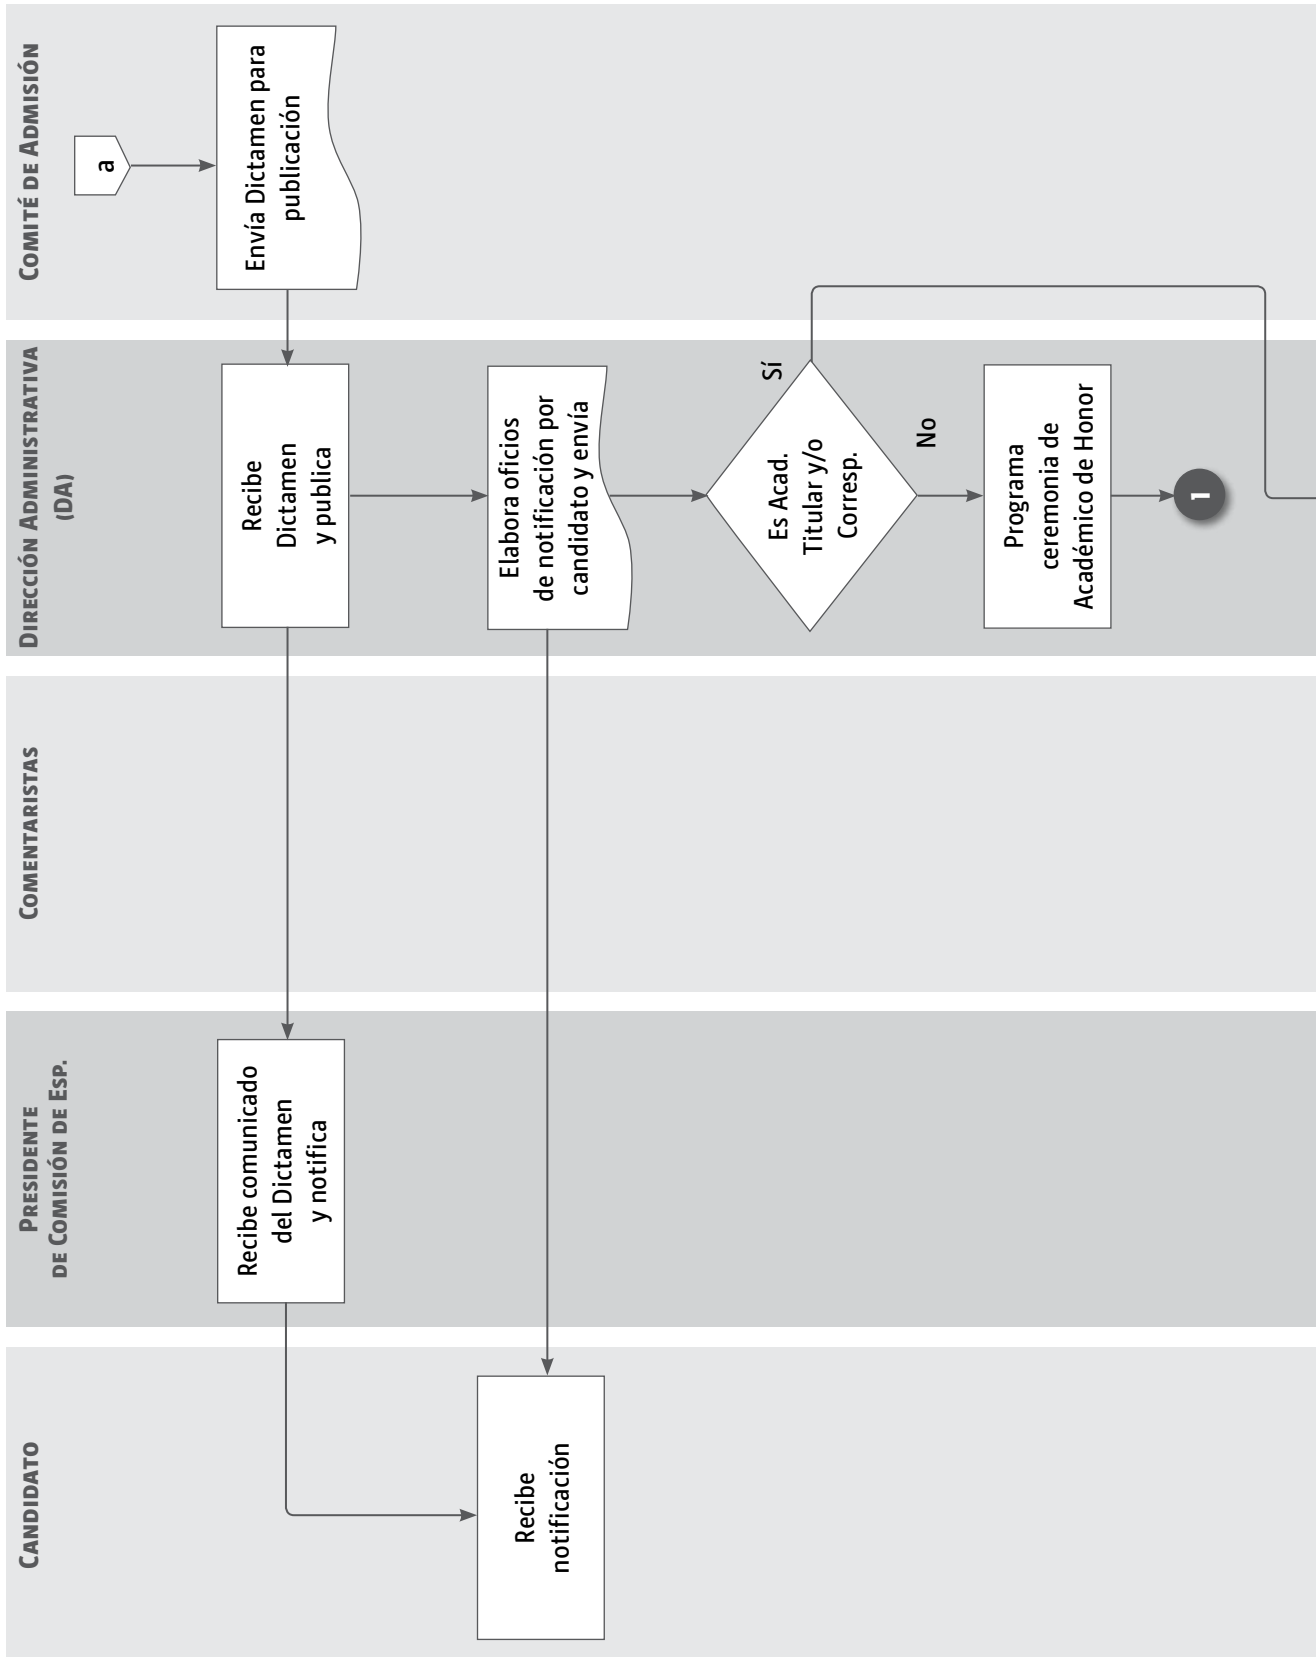 CANDIDATO
PRESIDENTE
DE COMISIÓN DE ESP.
COMENTARISTAS
DIRECCIÓN ADMINISTRATIVA
(DA)
COMITÉ DE ADMISIÓN
a
Envía Dictamen para
publicación
Recibe
Dictamen
y publica
Recibe comunicado
del Dictamen
y notifica
Elabora oficios
de notificación por
candidato y envía
Recibe
notificación
Es Acad.
Titular y/o
Corresp.
Sí
No
Programa
ceremonia de
Académico de Honor
1